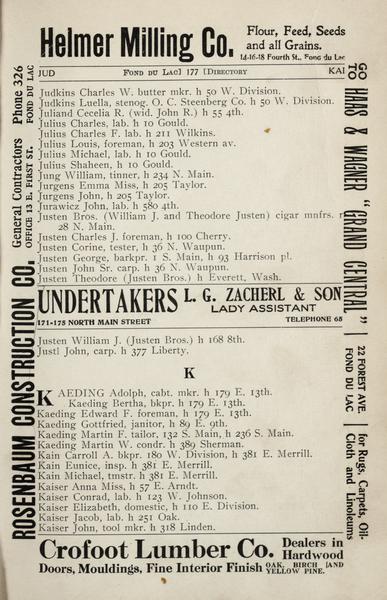 Helmer Milling Co.
Flour, Feed, Seeds
and all Grains.
14-16-18 Fourth St., Fond du Lac
JUD FOND DU LAC] 177 [DIRECTORY KAI
Judkins Charles W. butter mkr. h 50 W. Division.
Judkins Luella, stenog. O. C. Steenberg Co. h 50 W. Division.
Juliand Cecelia R. (wid. John R.) h 55 4th.
Julius Charles, lab. h 10 Gould.
Julius Charles F. lab. h 211 Wilkins.
Julius Louis, foreman, h 203 Western av.
Julius Michael, lab. h 10 Gould.
Julius Shaheen, h 10 Gould.
Jung William, tinner, h 234 N. Main.
Jurgens Emma Miss, h 205 Taylor.
Jurgens John, h 205 Taylor.
Jurawicz John, lab. h 580 4th.
Justen Bros. (William J. and Theodore Justen) cigar mnfrs.
28 N. Main.
Justen Charles J. foreman, h 100 Cherry.
Justen Corine, tester, h 36 N. Waupun.
Justen George, barkpr. 1 S. Main, h 93 Harrison pl.
Justen John Sr. carp. h 36 N. Waupun.
Justen Theodore (Justen Bros.) h Everett, Wash.
UNDERTAKERS L. G. ZACHERL & SON
LADY ASSISTANT
171-175 NORTH MAIN STREET TELEPHONE 65
Justen William J. (Justen Bros.) h 168 8th.
Justl John, carp. h 377 Liberty.
K
KAEDING Adolph, cabt. mkr. h 179 E. 13th.
Kaeding Bertha, bkpr. h 179 E. 13th.
Kaeding Edward F. foreman, h 179 E. 13th.
Kaeding Gottfried, janitor, h 89 E. 9th.
Kaeding Martin F. tailor, 132 S. Main, h 236 S. Main.
Kaeding Martin W. condr. h 389 Sherman.
Kain Carroll A. bkpr. 180 W. Division, h 381 E. Merrill.
Kain Eunice, insp. h 381 E. Merrill.
Kain Michael, tmstr. h 381 E. Merrill.
Kaiser Anna Miss, h 57 E. Arndt.
Kaiser Conrad, lab. h 123 W. Johnson.
Kaiser Elizabeth, domestic, h 110 E. Division.
Kaiser Jacob, lab. h 251 Oak.
Kaiser John, tool mkr. h 318 Linden.
Crofoot Lumber Co. Dealers in
Hardwood
Doors, Mouldings, Fine Interior Finish OAK, BIRCH AND
YELLOW PINE.
ROSENBAUM CONSTRUCTION CO. General Contractors Phone 326
OFFICE 13 E. FIRST ST. FOND DU LAC
GO TO HAAS & WAGNER "GRAND CENTRAL"
22 FOREST AVE.
FOND DU LAC
for Rugs, Carpets, Oil-
Cloth and Linoleums